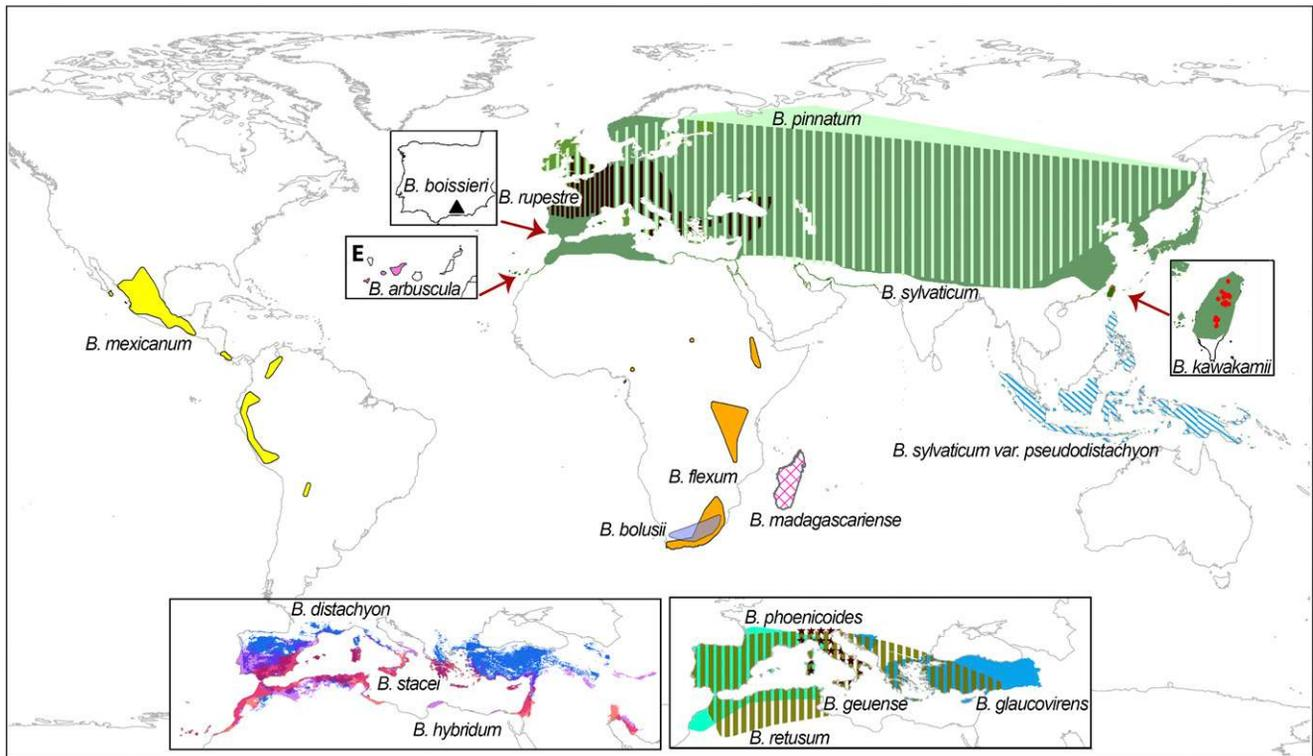 B. pinnatum
B. boissieri
B. rupestre
E
B. arbuscula
B. sylvaticum
B. mexicanum
B. kawakamii
B. sylvaticum var. pseudodistachyon
B. flexum
B. madagascariense
B. bolusii
B. distachyon
B. stacei
B. hybridum
B. phoenicoides
B. geuense
B. glaucovirens
B. retusum